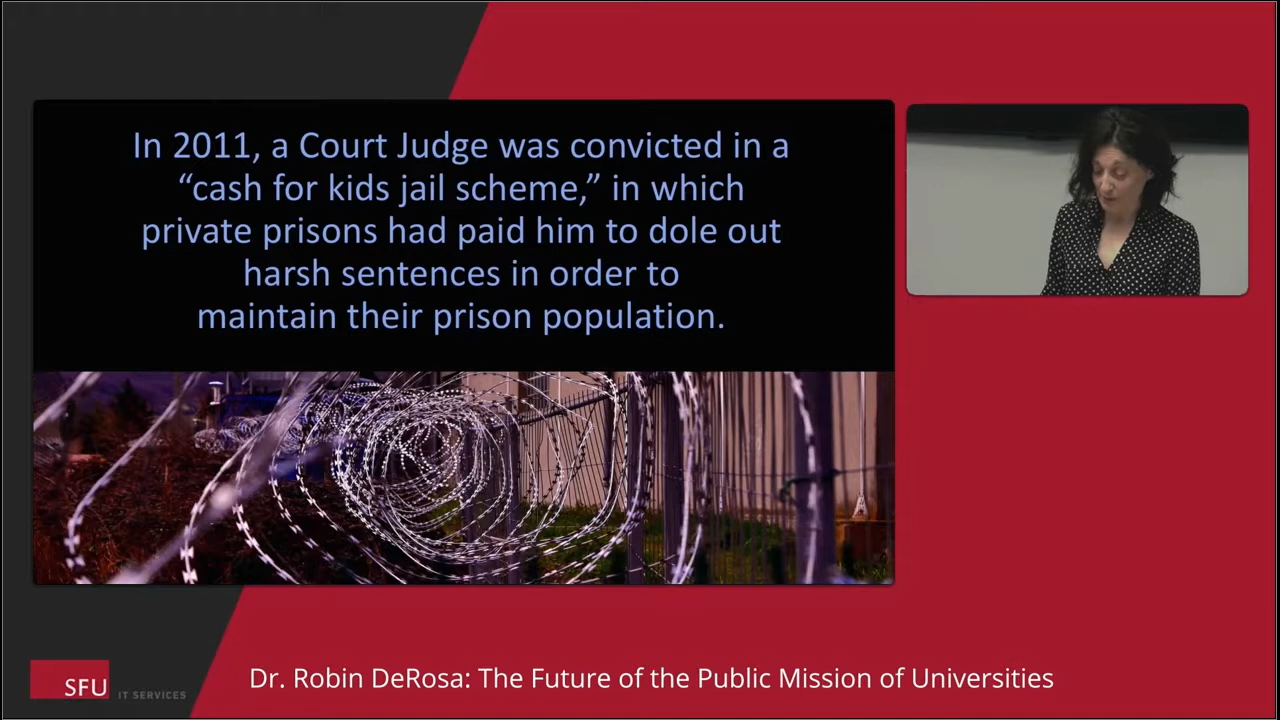 In 2011, a Court Judge was convicted in a
“cash for kids jail scheme,” in which
private prisons had paid him to dole out
harsh sentences in order to
maintain their prison population.
SFU IT SERVICES
Dr. Robin DeRosa: The Future of the Public Mission of Universities